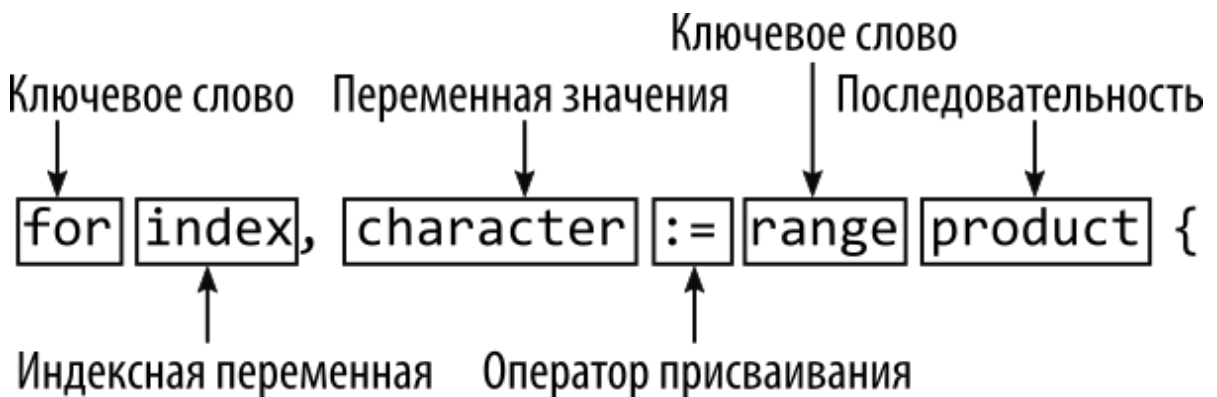 Ключевое слово
Ключевое слово Переменная значения Последовательность
for index, character := range product {
Индексная переменная Оператор присваивания